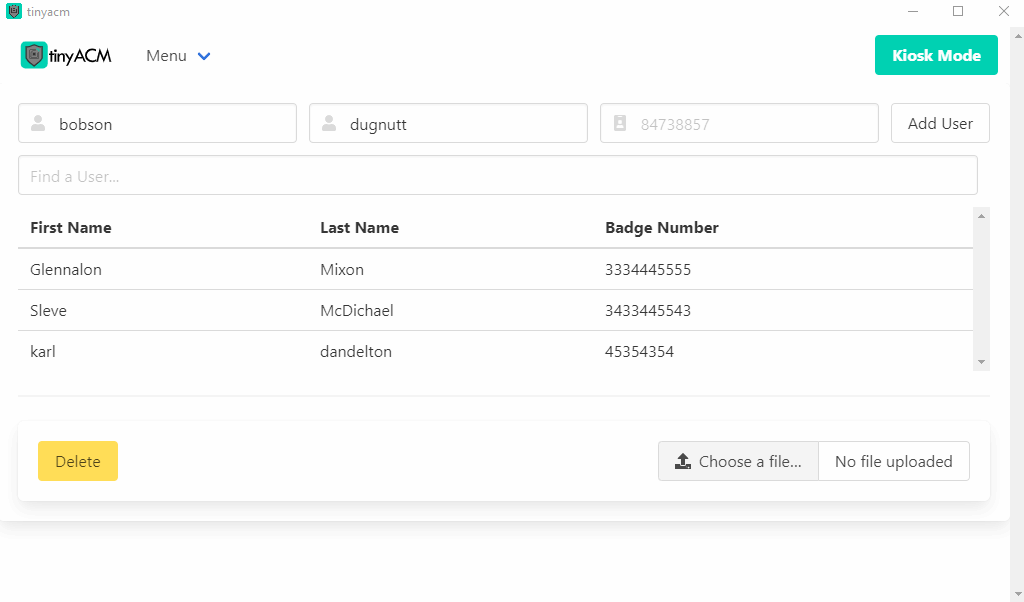 tinyacm
tinyACM Menu Kiosk Mode
bobson dugnutt 84738857 Add User
Find a User...
First Name Last Name Badge Number
Glennalon Mixon 3334445555
Sleve McDichael 3433445543
karl dandelton 45354354
Delete Choose a file... No file uploaded